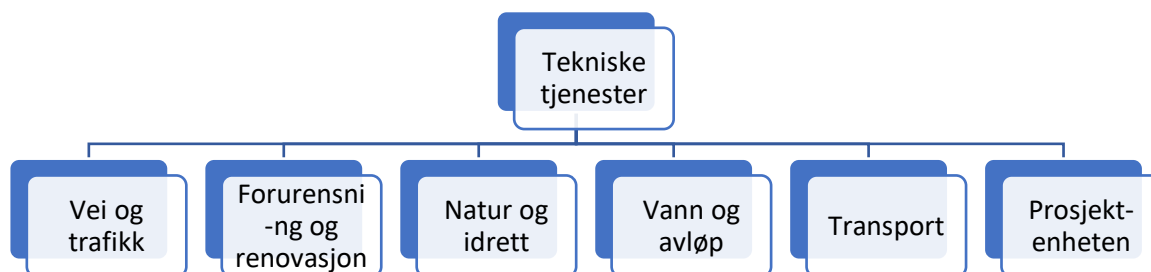 Tekniske
tjenester
Vei og
trafikk
Forurensni
-ng og
renovasjon
Natur og
idrett
Vann og
avløp
Transport
Prosjekt-
enheten